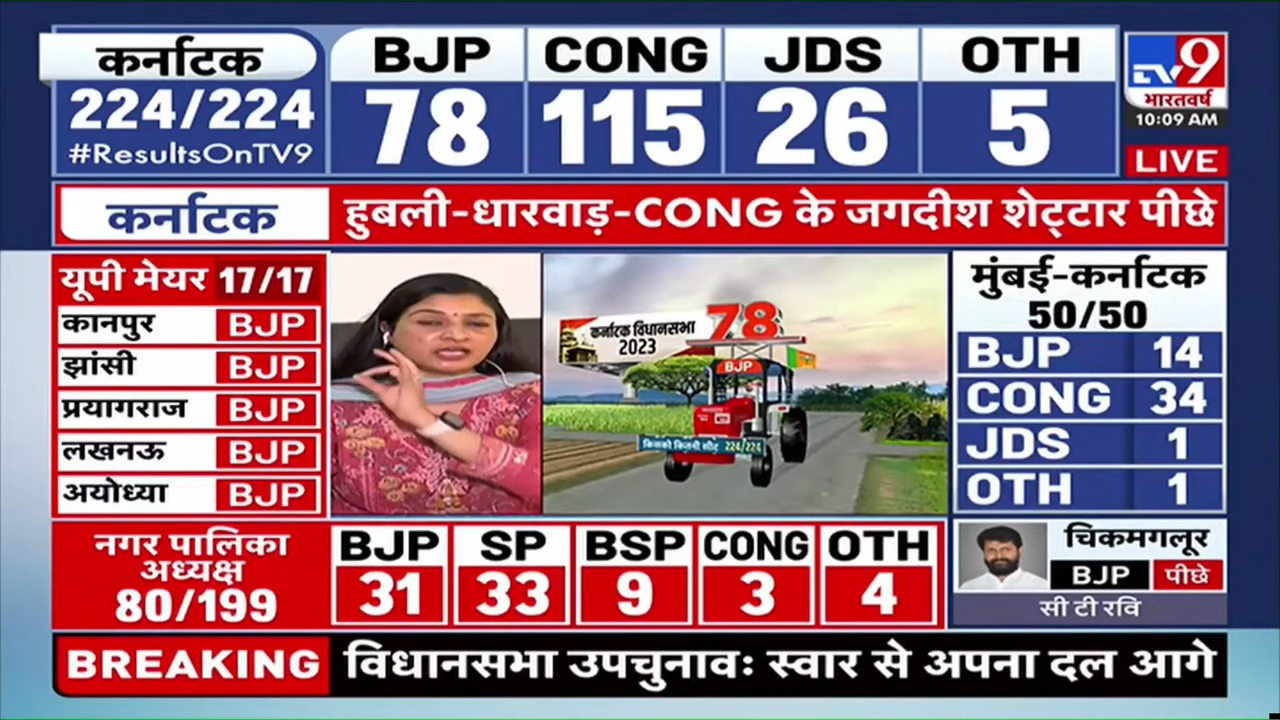 कर्नाटक
224/224
#ResultsOnTV9
BJP
78
CONG
115
JDS
26
OTH
5
TV9
भारतवर्ष
10:09 AM
LIVE
कर्नाटक
हुबली-धारवाड़-CONG के जगदीश शेट्टार पीछे
यूपी मेयर 17/17
कानपुर BJP
झांसी BJP
प्रयागराज BJP
लखनऊ BJP
अयोध्या BJP
कर्नाटक विधानसभा
2023
78
BJP
किसको कितनी सीट 224/224
मुंबई-कर्नाटक
50/50
BJP 14
CONG 34
JDS 1
OTH 1
नगर पालिका
अध्यक्ष
80/199
BJP
31
SP
33
BSP
9
CONG
3
OTH
4
चिकमगलूर
BJP पीछे
सी टी रवि
BREAKING
विधानसभा उपचुनावः स्वार से अपना दल आगे